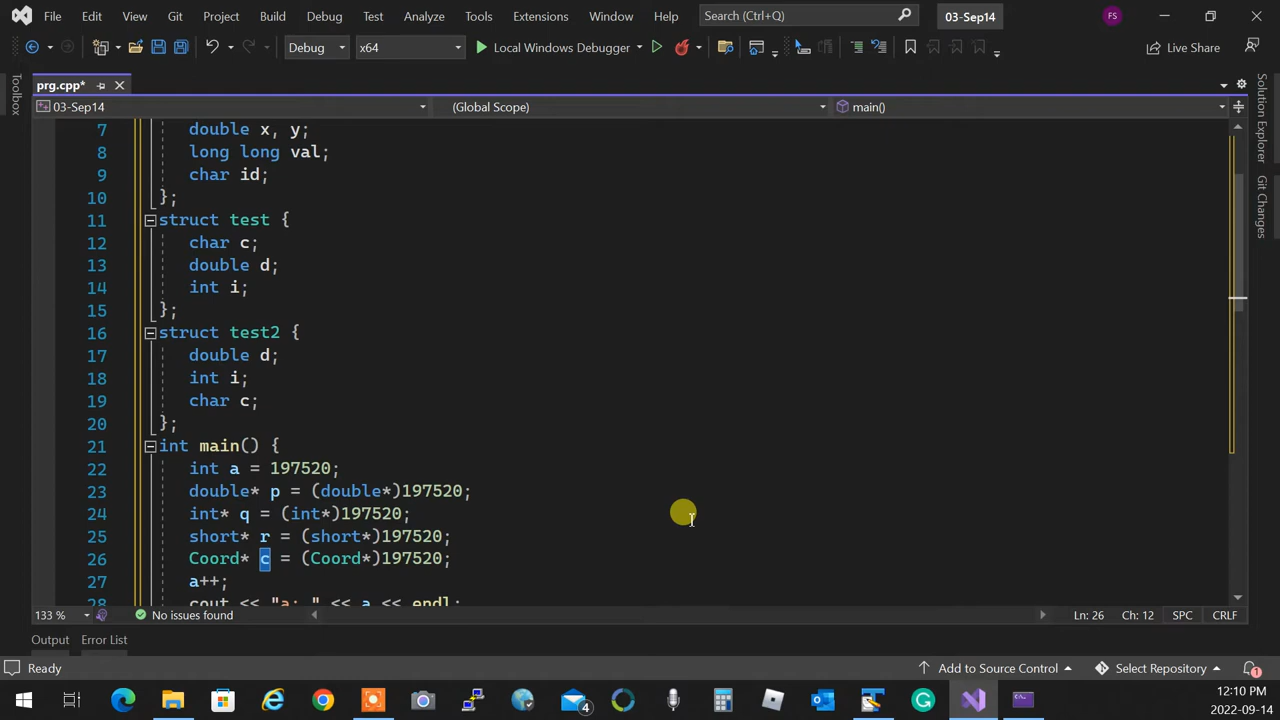 File Edit View Git Project Build Debug Test Analyze Tools Extensions Window Help Search (Ctrl+Q) 03-Sep14 FS
Debug x64 Local Windows Debugger Live Share
prg.cpp*
03-Sep14 (Global Scope) main()
Toolbox
Solution Explorer
Git Changes
7 double x, y;
8 long long val;
9 char id;
10 };
11 struct test {
12 char c;
13 double d;
14 int i;
15 };
16 struct test2 {
17 double d;
18 int i;
19 char c;
20 };
21 int main() {
22 int a = 197520;
23 double* p = (double*)197520;
24 int* q = (int*)197520;
25 short* r = (short*)197520;
26 Coord* c = (Coord*)197520;
27 a++;
28 cout << "a: " << a << endl;
133 % No issues found Ln: 26 Ch: 12 SPC CRLF
Output Error List
Ready Add to Source Control Select Repository 1
4
12:10 PM
2022-09-14